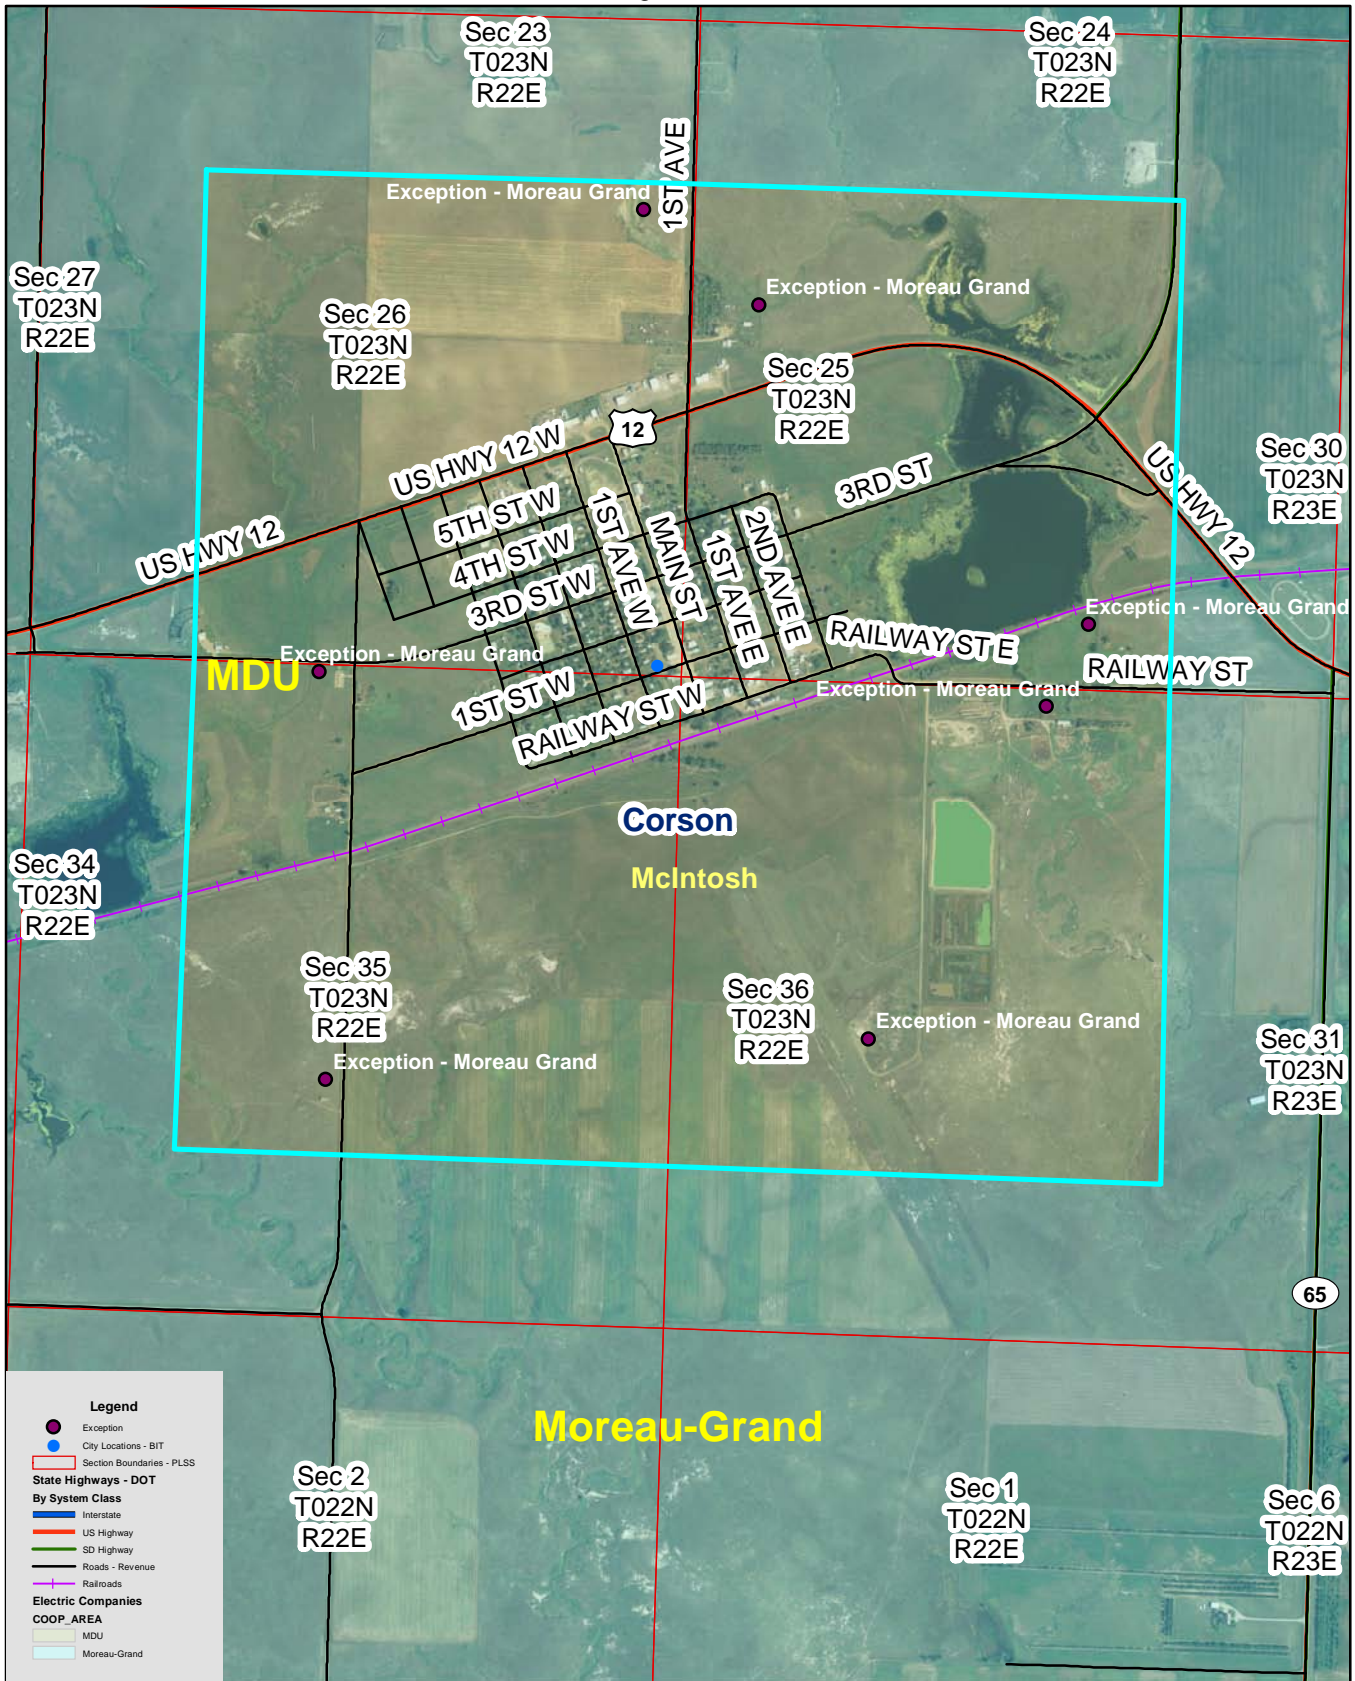 Sec 23
T023N
R22E
Sec 24
T023N
R22E
1ST AVE
Exception - Moreau Grand
Sec 27
T023N
R22E
Exception - Moreau Grand
Sec 26
T023N
R22E
Sec 25
T023N
R22E
12
US HWY 12 W
Sec 30
T023N
R23E
3RD ST
US HWY 12
US HWY 12
5TH ST W
4TH ST W
3RD ST W
1ST AVE W
MAIN ST
1ST AVE E
2ND AVE E
Exception - Moreau Grand
RAILWAY ST E
Exception - Moreau Grand
MDU
RAILWAY ST
Exception - Moreau Grand
1ST ST W
RAILWAY ST W
Corson
McIntosh
Sec 34
T023N
R22E
Sec 35
T023N
R22E
Sec 36
T023N
R22E
Exception - Moreau Grand
Exception - Moreau Grand
Sec 31
T023N
R23E
65
Moreau-Grand
Sec 2
T022N
R22E
Sec 1
T022N
R22E
Sec 6
T022N
R23E
Legend
Exception
City Locations - BIT
Section Boundaries - PLSS
State Highways - DOT
By System Class
Interstate
US Highway
SD Highway
Roads - Revenue
Railroads
Electric Companies
COOP_AREA
MDU
Moreau-Grand